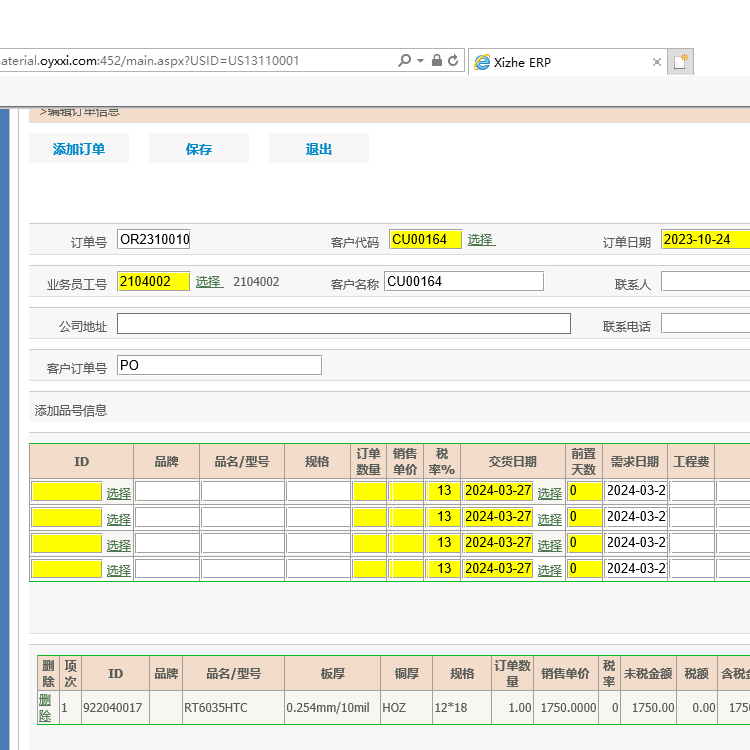 aterial.oyxxi.com:452/main.aspx?USID=US13110001
Xizhe ERP
>编辑订单信息
添加订单 保存 退出
订单号 OR2310010 客户代码 CU00164 选择 订单日期 2023-10-24
业务员工号 2104002 选择 2104002 客户名称 CU00164 联系人
公司地址 联系电话
客户订单号 PO
添加品号信息
ID 品牌 品名/型号 规格 订单数量 销售单价 税率% 交货日期 前置天数 需求日期 工程费
选择 13 2024-03-27 选择 0 2024-03-2
选择 13 2024-03-27 选择 0 2024-03-2
选择 13 2024-03-27 选择 0 2024-03-2
选择 13 2024-03-27 选择 0 2024-03-2
删除 项次 ID 品牌 品名/型号 板厚 铜厚 规格 订单数量 销售单价 税率 未税金额 税额 含税金
删除 1 922040017 RT6035HTC 0.254mm/10mil HOZ 12*18 1.00 1750.0000 0 1750.00 0.00 1750